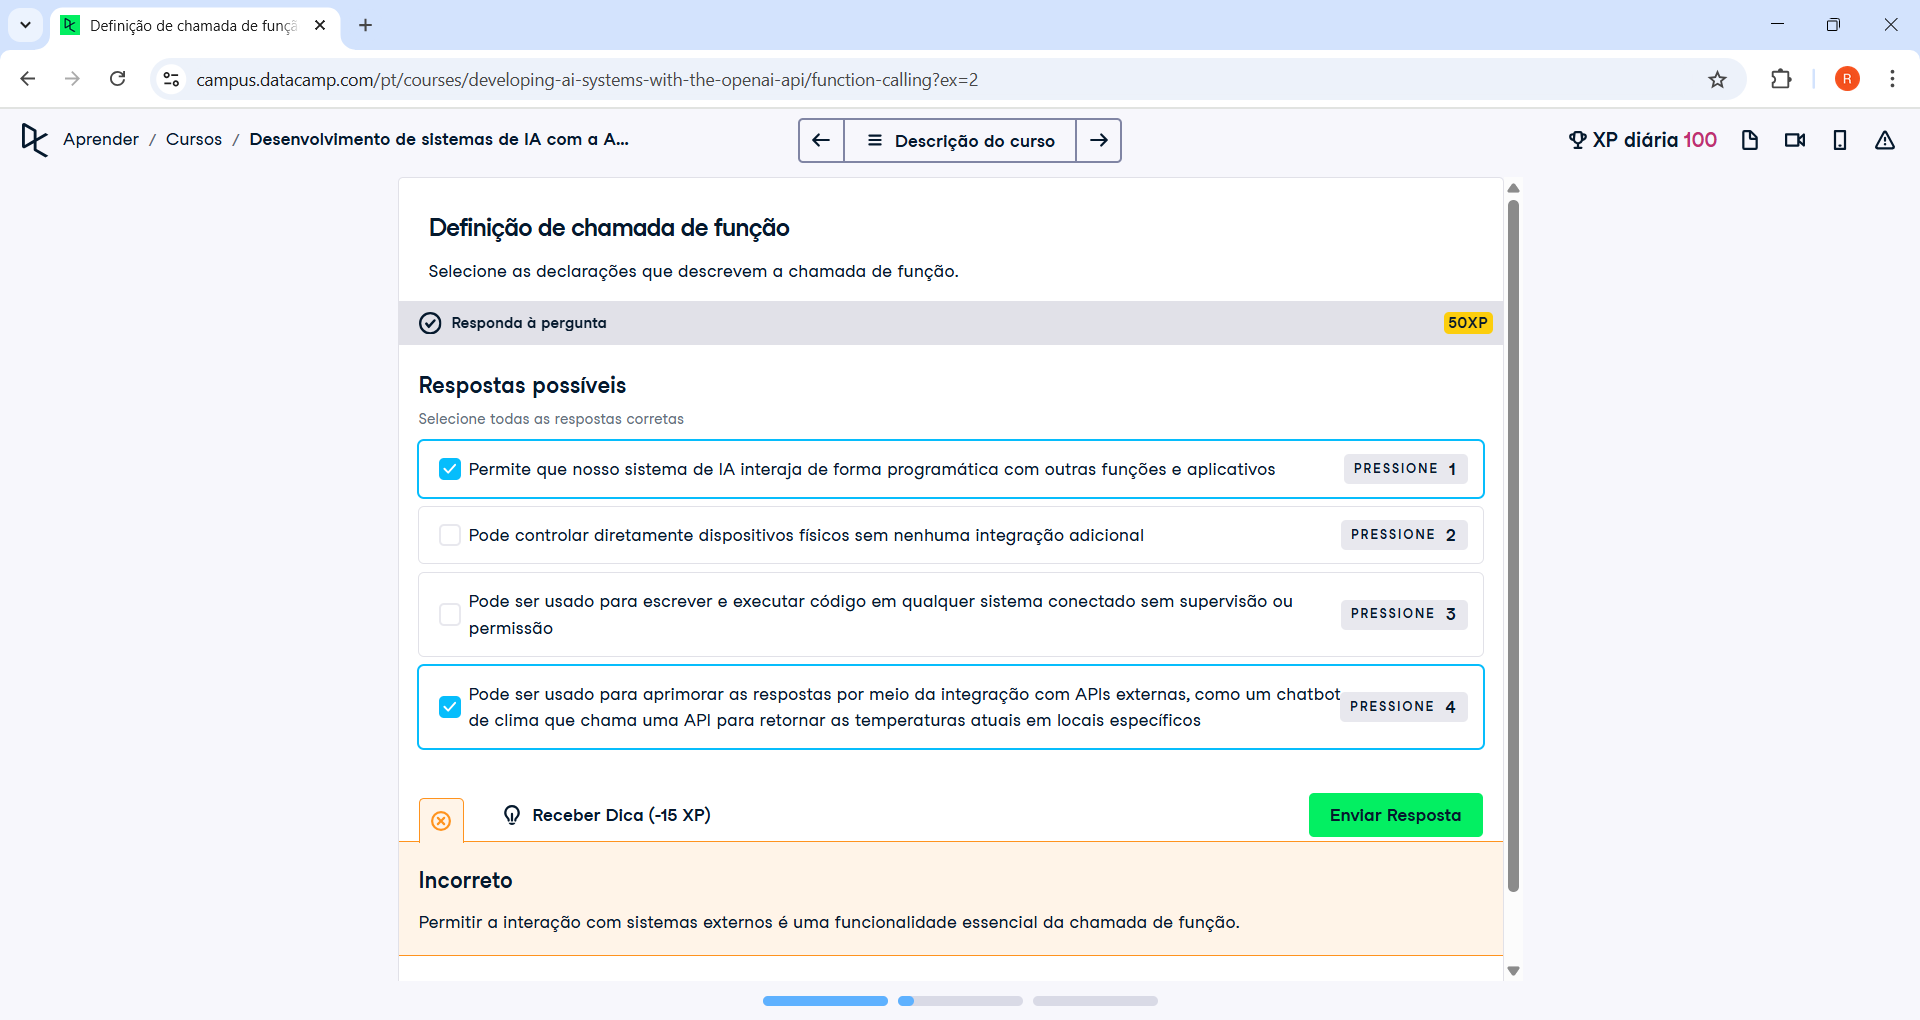 Definição de chamada de funçã
campus.datacamp.com/pt/courses/developing-ai-systems-with-the-openai-api/function-calling?ex=2
R
Aprender / Cursos / Desenvolvimento de sistemas de IA com a A...
Descrição do curso
XP diária 100
Definição de chamada de função
Selecione as declarações que descrevem a chamada de função.
Responda à pergunta
50XP
Respostas possíveis
Selecione todas as respostas corretas
Permite que nosso sistema de IA interaja de forma programática com outras funções e aplicativos
PRESSIONE 1
Pode controlar diretamente dispositivos físicos sem nenhuma integração adicional
PRESSIONE 2
Pode ser usado para escrever e executar código em qualquer sistema conectado sem supervisão ou
permissão
PRESSIONE 3
Pode ser usado para aprimorar as respostas por meio da integração com APIs externas, como um chatbot
de clima que chama uma API para retornar as temperaturas atuais em locais específicos
PRESSIONE 4
Receber Dica (-15 XP)
Enviar Resposta
Incorreto
Permitir a interação com sistemas externos é uma funcionalidade essencial da chamada de função.